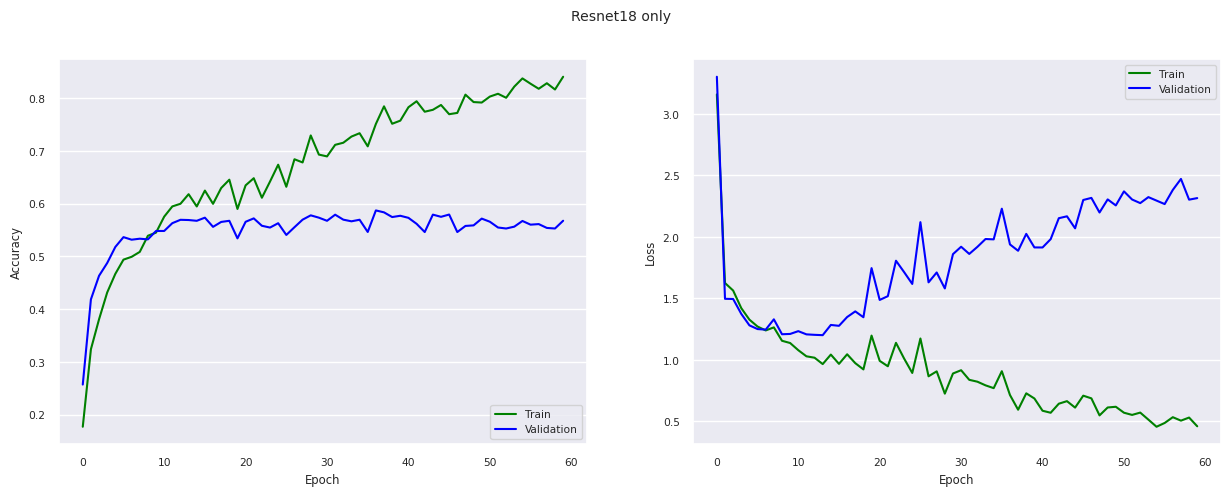 Resnet18 only
Accuracy
0.8
0.7
0.6
0.5
0.4
0.3
0.2
Train
Validation
0 10 20 30 40 50 60
Epoch
Loss
3.0
2.5
2.0
1.5
1.0
0.5
Train
Validation
0 10 20 30 40 50 60
Epoch